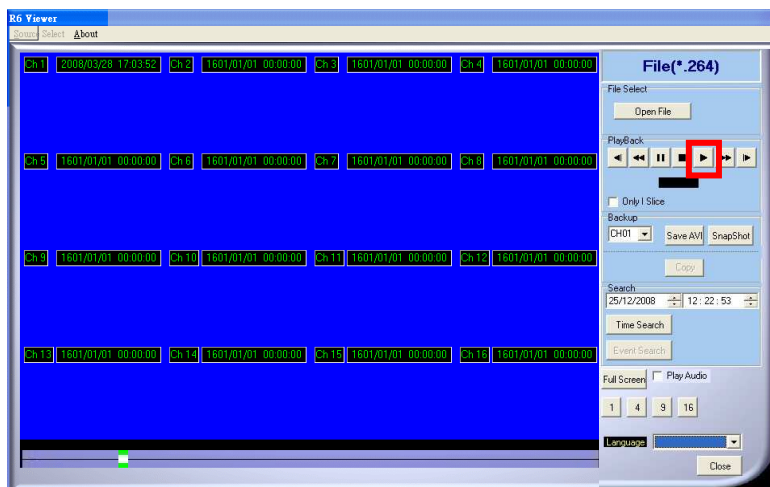 R6 Viewer
Source Select About
Ch 1 2008/03/28 17:03:52 Ch 2 1601/01/01 00:00:00 Ch 3 1601/01/01 00:00:00 Ch 4 1601/01/01 00:00:00
Ch 5 1601/01/01 00:00:00 Ch 6 1601/01/01 00:00:00 Ch 7 1601/01/01 00:00:00 Ch 8 1601/01/01 00:00:00
Ch 9 1601/01/01 00:00:00 Ch 10 1601/01/01 00:00:00 Ch 11 1601/01/01 00:00:00 Ch 12 1601/01/01 00:00:00
Ch 13 1601/01/01 00:00:00 Ch 14 1601/01/01 00:00:00 Ch 15 1601/01/01 00:00:00 Ch 16 1601/01/01 00:00:00
File(*.264)
File Select
Open File
PlayBack
Only I Slice
Backup
CH01 Save AVI SnapShot
Copy
Search
25/12/2008 12 : 22 : 53
Time Search
Event Search
Full Screen Play Audio
1 4 9 16
Language
Close